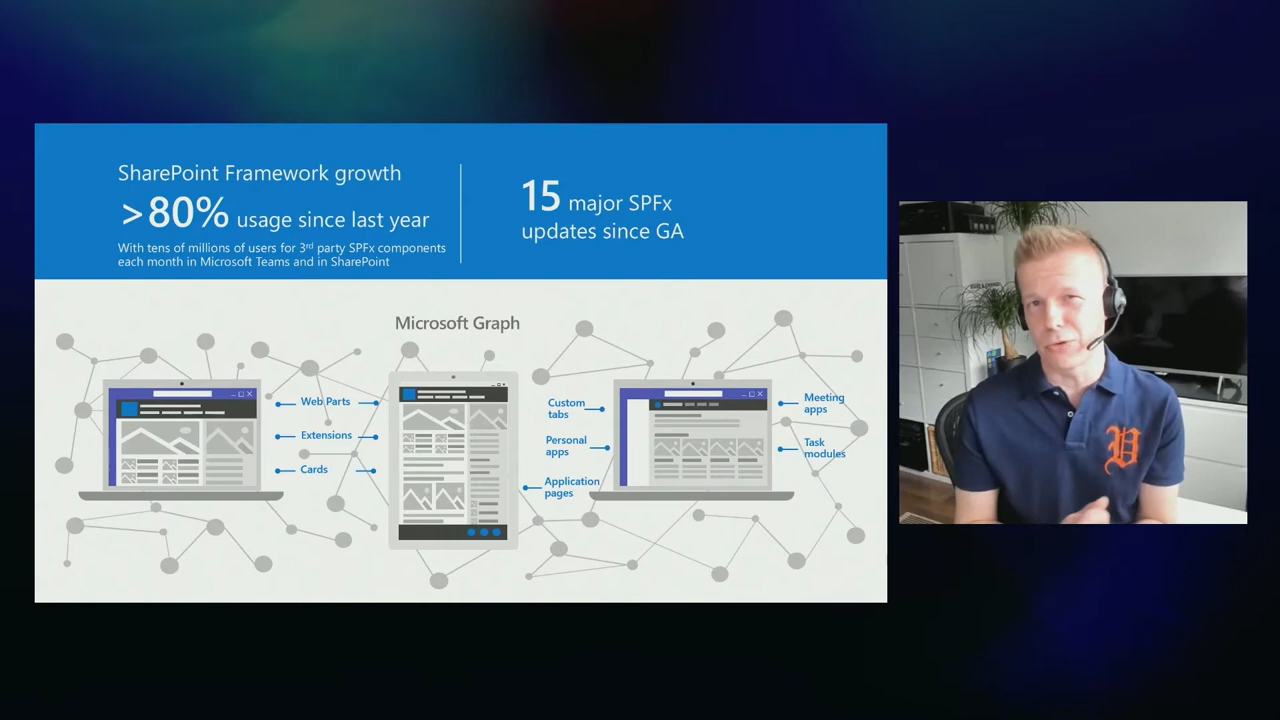 SharePoint Framework growth
>80% usage since last year
With tens of millions of users for 3rd party SPFx components
each month in Microsoft Teams and in SharePoint
15 major SPFx
updates since GA
Microsoft Graph
Web Parts
Extensions
Cards
Custom
tabs
Personal
apps
Application
pages
Meeting
apps
Task
modules
D